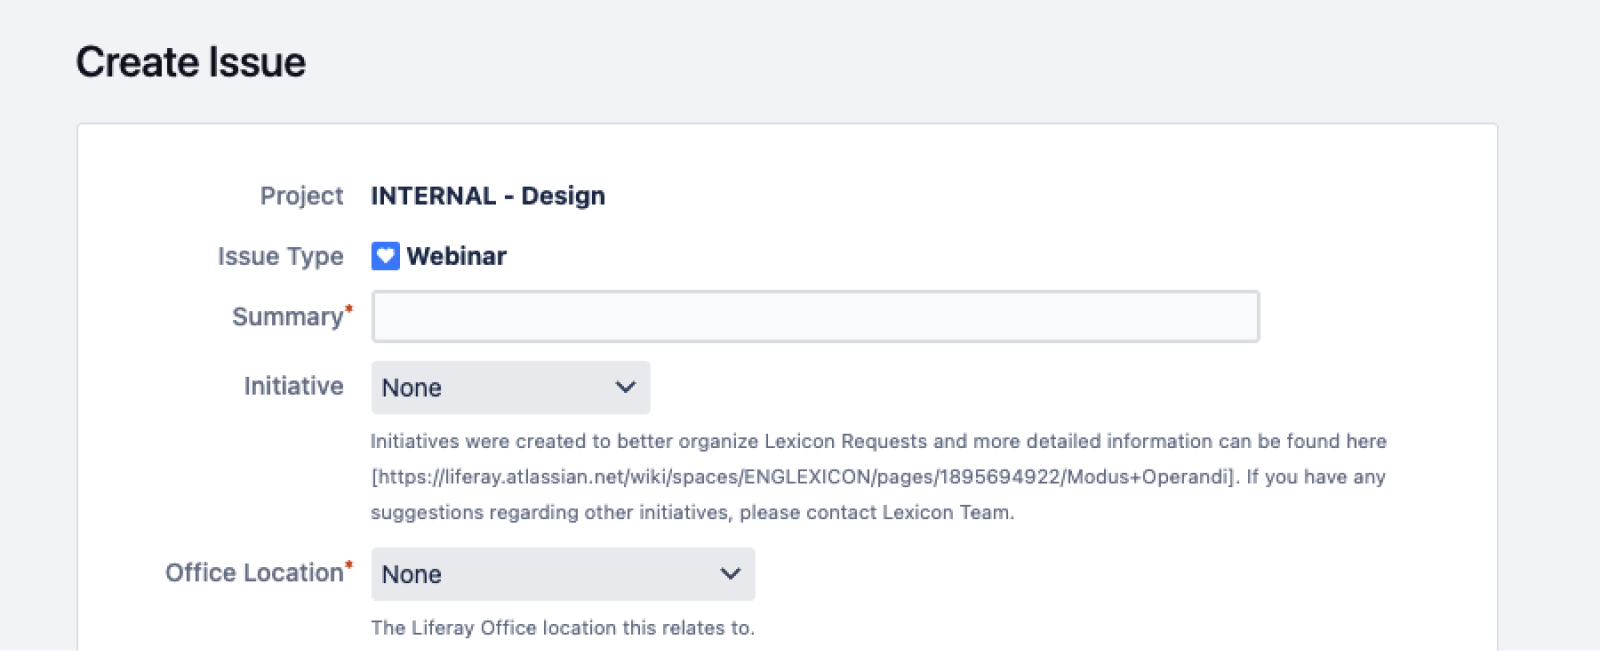 Create Issue
Project INTERNAL - Design
Issue Type Webinar
Summary*
Initiative None
Initiatives were created to better organize Lexicon Requests and more detailed information can be found here
[https://liferay.atlassian.net/wiki/spaces/ENGLEXICON/pages/1895694922/Modus+Operandi]. If you have any
suggestions regarding other initiatives, please contact Lexicon Team.
Office Location* None
The Liferay Office location this relates to.